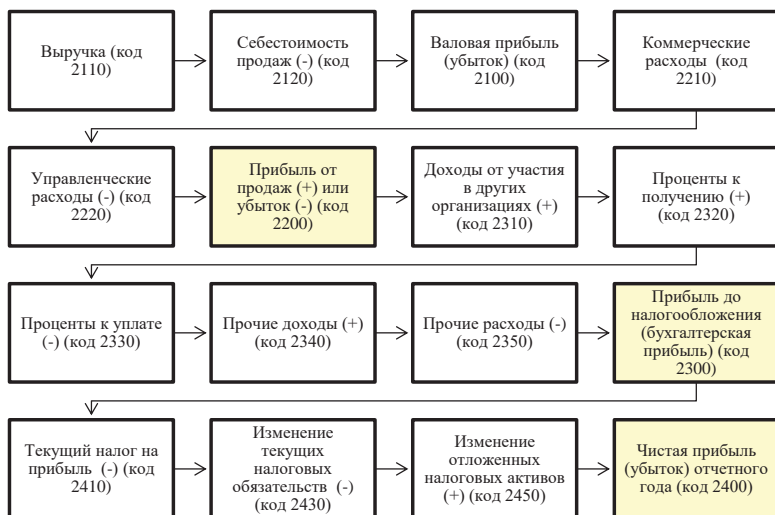 Выручка (код
2110)
Себестоимость
продаж (-) (код
2120)
Валовая прибыль
(убыток) (код
2100)
Коммерческие
расходы (код
2210)
Управленческие
расходы (-) (код
2220)
Прибыль от
продаж (+) или
убыток (-) (код
2200)
Доходы от участия
в других
организациях (+)
(код 2310)
Проценты к
получению (+)
(код 2320)
Проценты к уплате
(-) (код 2330)
Прочие доходы (+)
(код 2340)
Прочие расходы (-)
(код 2350)
Прибыль до
налогообложения
(бухгалтерская
прибыль) (код
2300)
Текущий налог на
прибыль (-) (код
2410)
Изменение
текущих
налоговых
обязательств (-)
(код 2430)
Изменение
отложенных
налоговых активов
(+) (код 2450)
Чистая прибыль
(убыток) отчетного
года (код 2400)